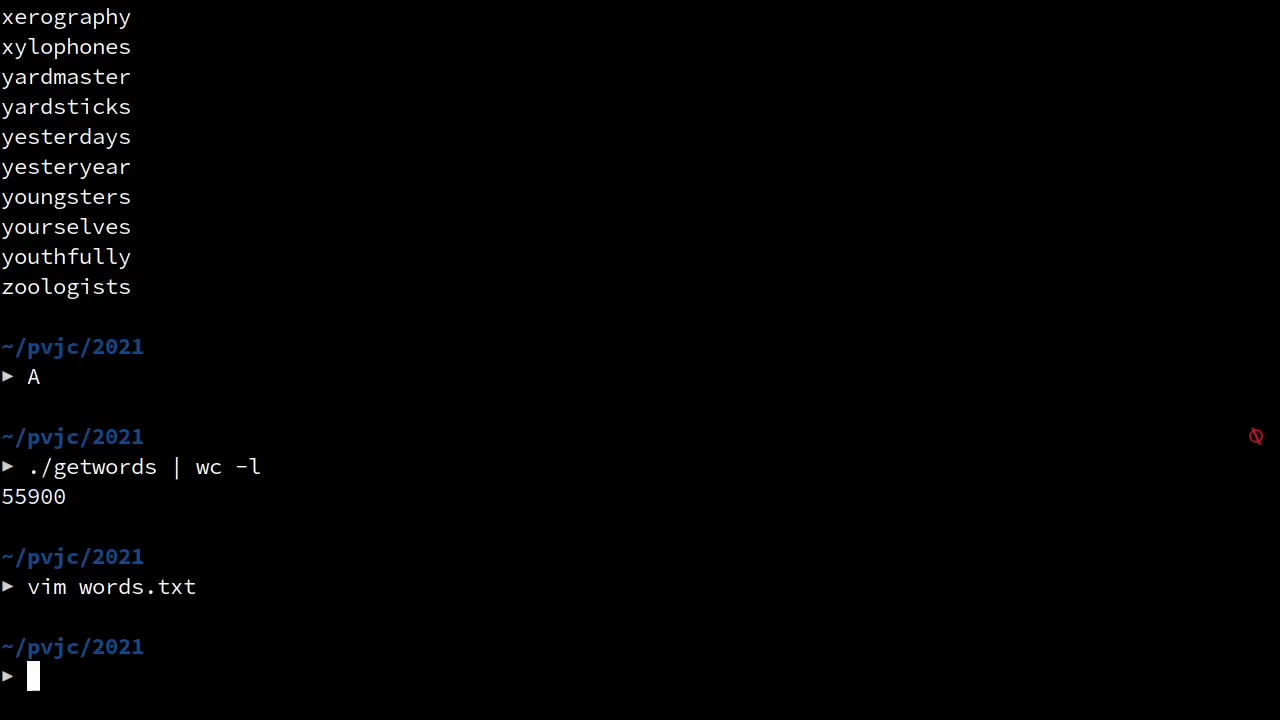 xerography
xylophones
yardmaster
yardsticks
yesterdays
yesteryear
youngsters
yourselves
youthfully
zoologists
~/pvjc/2021
▶ A
~/pvjc/2021 ∅
▶ ./getwords | wc -l
55900
~/pvjc/2021
▶ vim words.txt
~/pvjc/2021
▶